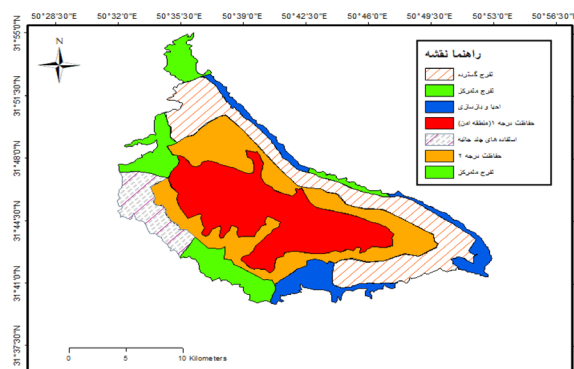 50°28'30"E 50°32'0"E 50°35'30"E 50°39'0"E 50°42'30"E 50°46'0"E 50°49'30"E 50°53'0"E 50°56'30"E
31°55'0"N
31°51'30"N
31°48'0"N
31°44'30"N
31°41'0"N
31°37'30"N
N
راهنما نقشه
تفرج گسترده
تفرج متمرکز
احیا و بازسازی
حفاظت درجه ۱(منطقه امن)
استفاده های چند جانبه
حفاظت درجه ۲
تفرج متمرکز
0 5 10 Kilometers